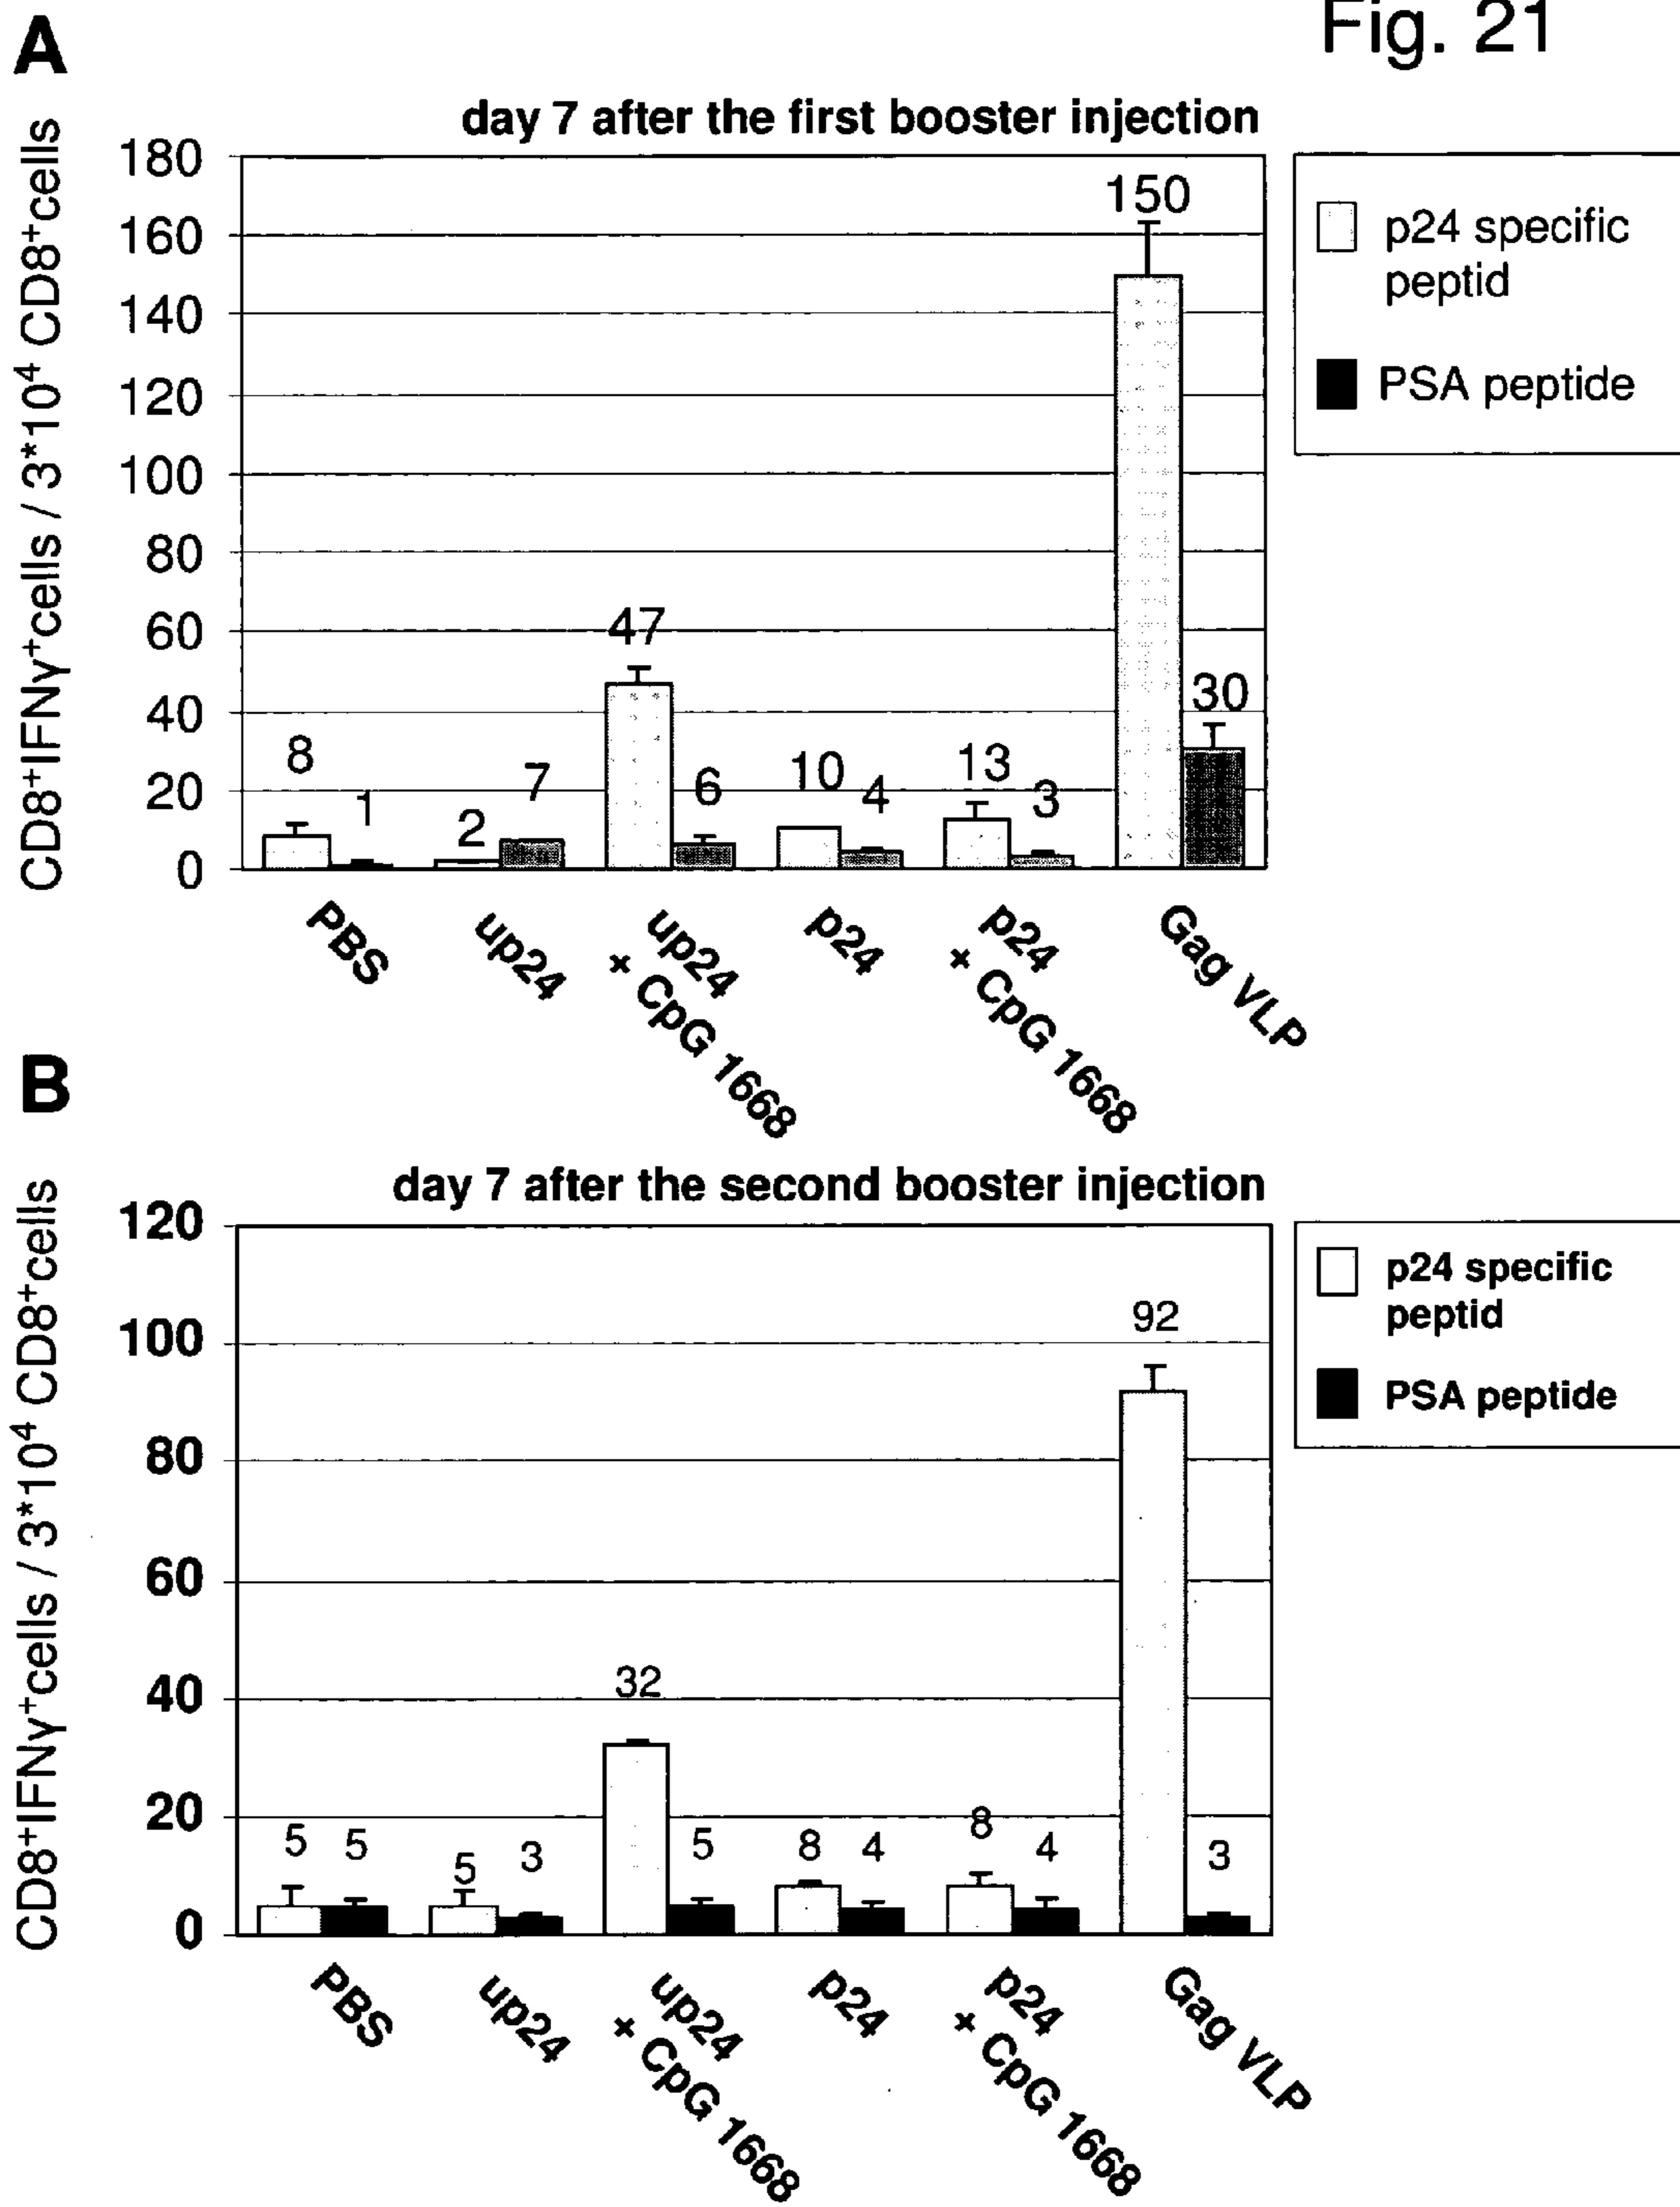 Fig. 21
A
day 7 after the first booster injection
CD8⁺IFNγ⁺cells / 3*10⁴ CD8⁺cells
180
160
140
120
100
80
60
40
20
0
8
1
2
7
47
6
10
4
13
3
150
30
PBS
up24
up24
+ CpG 1668
p24
p24
+ CpG 1668
Gag VLP
p24 specific
peptid
PSA peptide
B
day 7 after the second booster injection
CD8⁺IFNγ⁺cells / 3*10⁴ CD8⁺cells
120
100
80
60
40
20
0
5
5
5
3
32
5
8
4
8
4
92
3
PBS
up24
up24
+ CpG 1668
p24
p24
+ CpG 1668
Gag VLP
p24 specific
peptid
PSA peptide